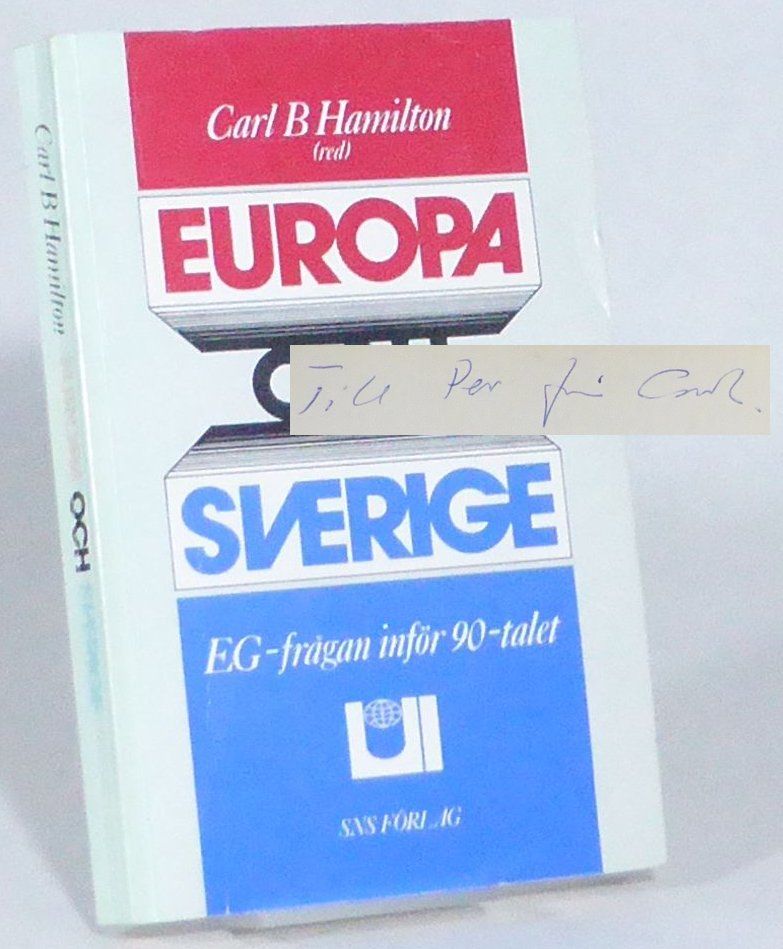 Carl B Hamilton
(red)
EUROPA
SVERIGE
EG-frågan inför 90-talet
UI
SNS FÖRLAG
Carl B Hamilton
OCH
Till Per från Carl.